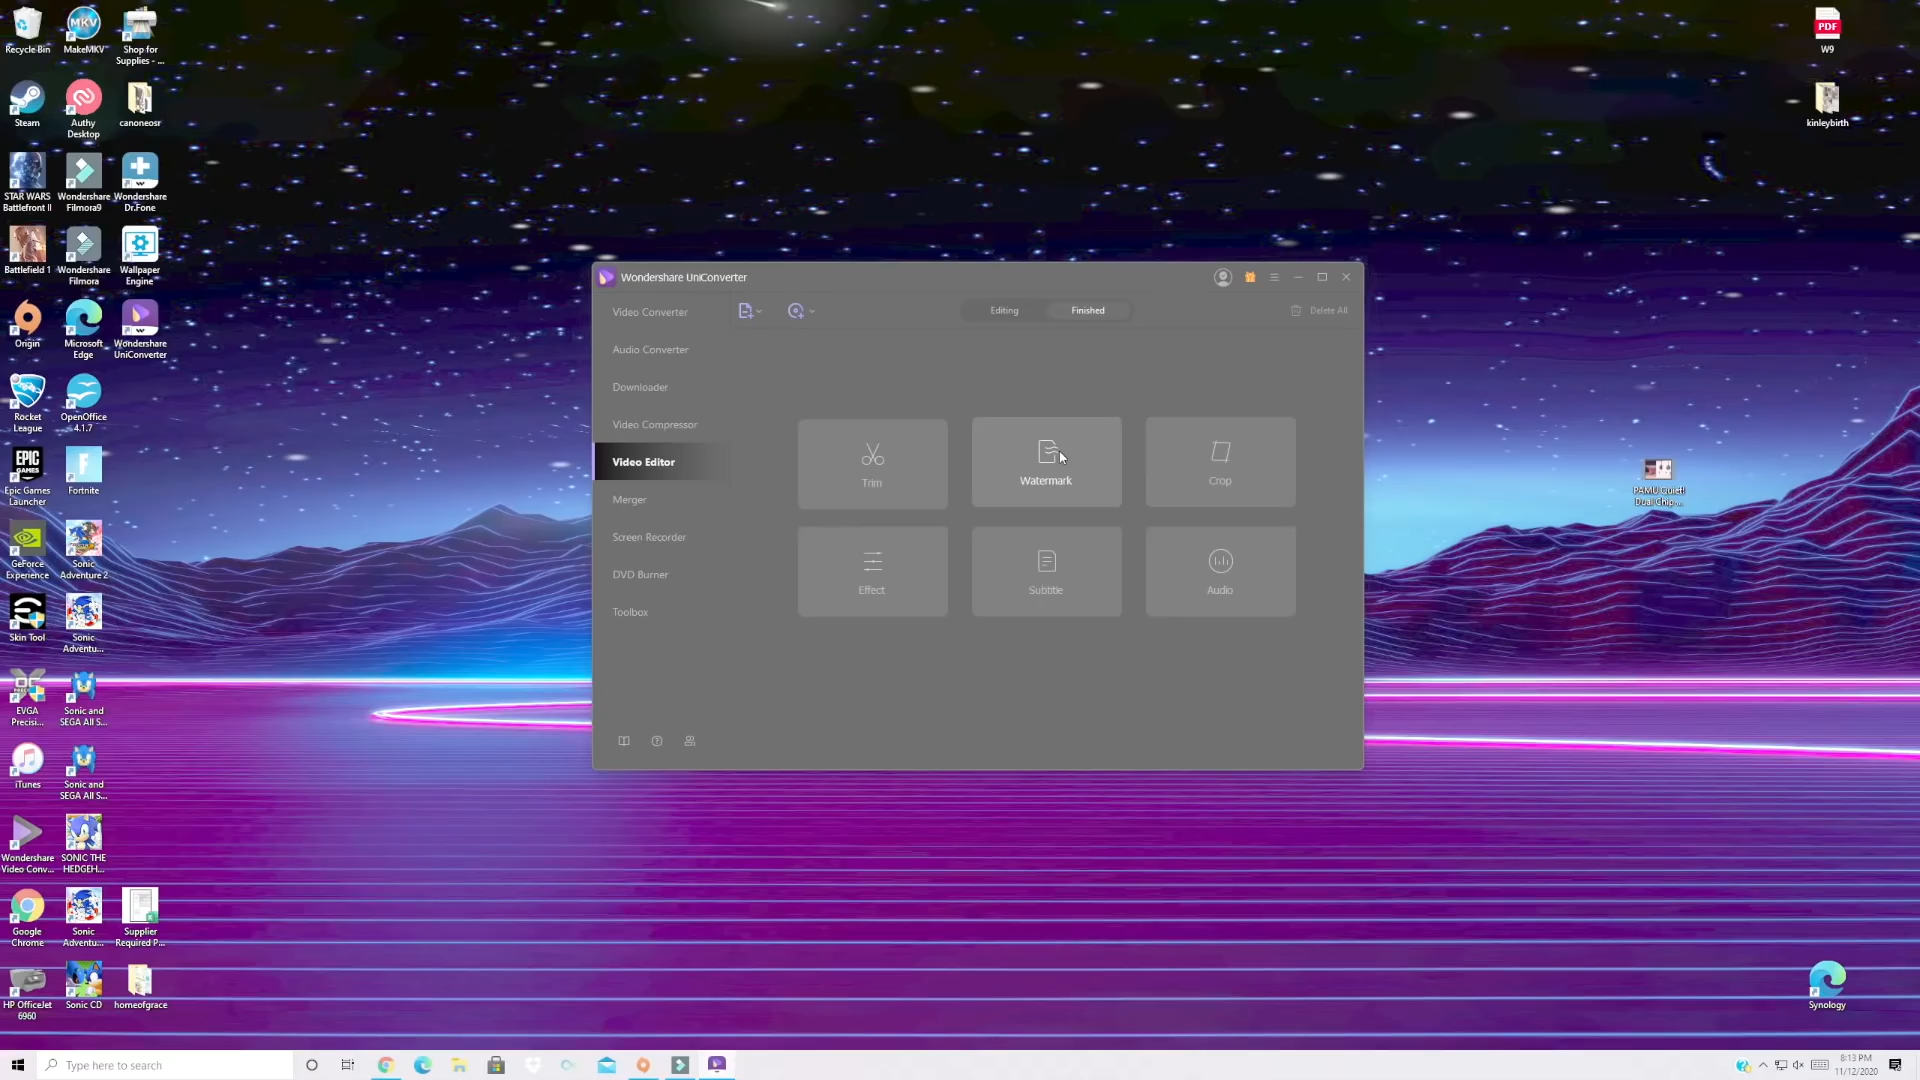 Recycle Bin
MakeMKV
Shop for
Supplies - ...
Steam
Authy
Desktop
canoneosr
STAR WARS
Battlefront II
Wondershare
Filmora9
Wondershare
Dr.Fone
Battlefield 1
Wondershare
Filmora
Wallpaper
Engine
Origin
Microsoft
Edge
Wondershare
UniConverter
Rocket
League
OpenOffice
4.1.7
Epic Games
Launcher
Fortnite
GeForce
Experience
Sonic
Adventure 2
Skin Tool
Sonic
Adventu...
EVGA
Precisi...
Sonic and
SEGA All S...
iTunes
Sonic and
SEGA All S...
Wondershare
Video Conv...
SONIC THE
HEDGEH...
Google
Chrome
Sonic
Adventu...
Supplier
Required P...
HP OfficeJet
6960
Sonic CD
homeofgrace
Wondershare UniConverter
Video Converter
Audio Converter
Downloader
Video Compressor
Video Editor
Merger
Screen Recorder
DVD Burner
Toolbox
Editing
Finished
Delete All
Trim
Watermark
Crop
Effect
Subtitle
Audio
PDF
W9
kinleybirth
PAMU Quiet!
Dual Chip ...
Synology
Type here to search
8:13 PM
11/12/2020